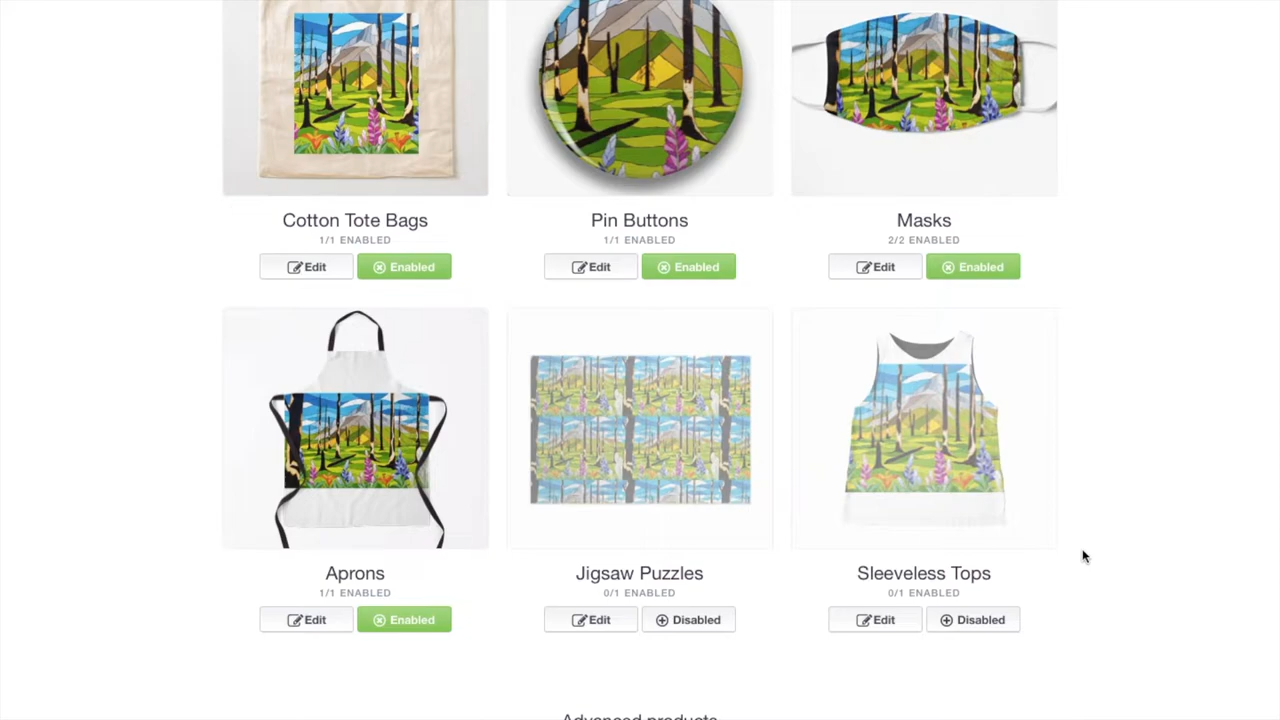 Cotton Tote Bags
1/1 ENABLED
Edit
Enabled
Pin Buttons
1/1 ENABLED
Edit
Enabled
Masks
2/2 ENABLED
Edit
Enabled
Aprons
1/1 ENABLED
Edit
Enabled
Jigsaw Puzzles
0/1 ENABLED
Edit
Disabled
Sleeveless Tops
0/1 ENABLED
Edit
Disabled
Advanced products